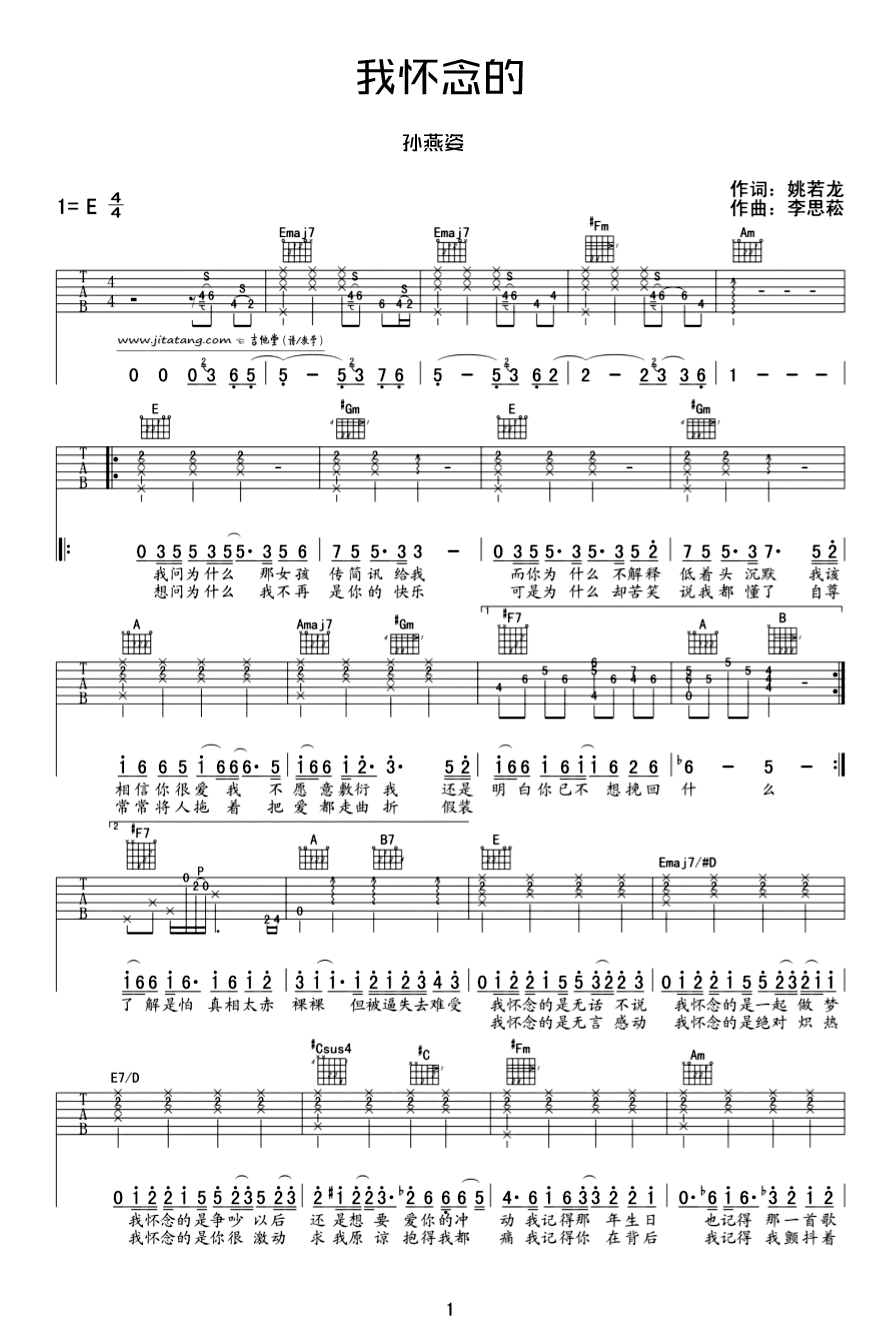 我怀念的
孙燕姿
作词：姚若龙
1= E 4/4 作曲：李思菘
Emaj7 Emaj7 #Fm Am
www.jitatang.com 吉他堂（谱/教学）
0 0 0 3 6 5 | 5 - 5 3 7 6 | 5 - 5 3 6 2 | 2 - 2 3 3 6 | 1 - - - |
E #Gm E #Gm
0 3 5 5 3 5 5· 3 5 6 | 7 5 5· 3 3 - | 0 3 5 5· 3 5· 3 5 2 | 7 5 5· 3 7· 5 2
我问为什么 那女孩 传简讯给我 而你为什么不解释 低着头沉默 我该
想问为什么 我不再 是你的快乐 可是为什么却苦笑 说我都懂了 自尊
1
#F7
A Amaj7 #Gm A B
1 6 6 5 1 6 6 6· 5 | 1 6 6 1 2· 3· 5 2 | 1 6 6 1 6 1 1 6 2 6 | b6 - 5 - :||
相信你很爱我 不愿意敷衍我 还是 明白你已不想挽回 什么
常常将人拖着 把爱都走曲折 假装
2
#F7 A B7 E Emaj7/#D
1 6 6 1 6· 1 6 1 2 | 3 1 1· 1 2 1 2 3 4 3 | 0 1 2 2 1 5 5 3 2 2 3 | 0 1 2 2 1 5 5 2 3 2 1 1 |
了解是怕 真相太赤 裸裸 但被逼失去难受 我怀念的是无话不说 我怀念的是一起做梦
我怀念的是无言感动 我怀念的是绝对炽热
E7/D #Csus4 #C #Fm Am
0 1 2 2 1 5 5 2 3 5 2 3 | 2 #1 2 2 3· b2 6 6 6 5 | 4· 6 1 6 3 3 2 2 1 | 0· b6 1 6· b3 2 1 2 |
我怀念的是争吵以后 还是想要爱你的冲 动 我记得那年生日 也记得那一首歌
我怀念的是你很激动 求我原谅抱得我都 痛 我记得你在背后 我记得我颤抖着
1